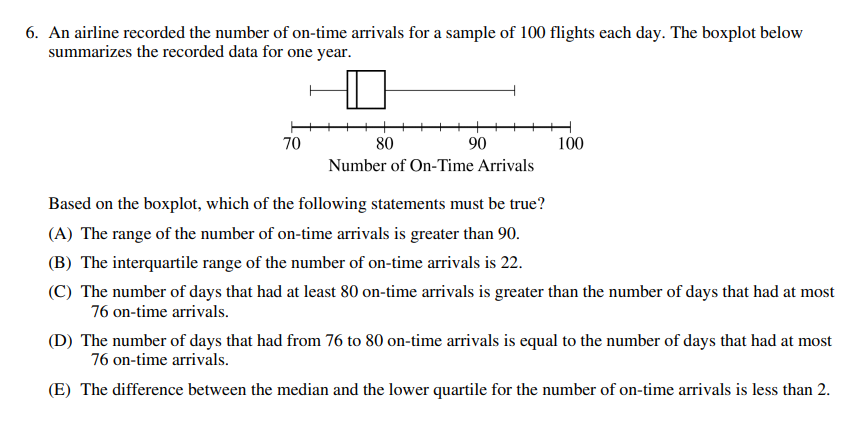 6. An airline recorded the number of on-time arrivals for a sample of 100 flights each day. The boxplot below
summarizes the recorded data for one year.
70 80 90 100
Number of On-Time Arrivals
Based on the boxplot, which of the following statements must be true?
(A) The range of the number of on-time arrivals is greater than 90.
(B) The interquartile range of the number of on-time arrivals is 22.
(C) The number of days that had at least 80 on-time arrivals is greater than the number of days that had at most
76 on-time arrivals.
(D) The number of days that had from 76 to 80 on-time arrivals is equal to the number of days that had at most
76 on-time arrivals.
(E) The difference between the median and the lower quartile for the number of on-time arrivals is less than 2.